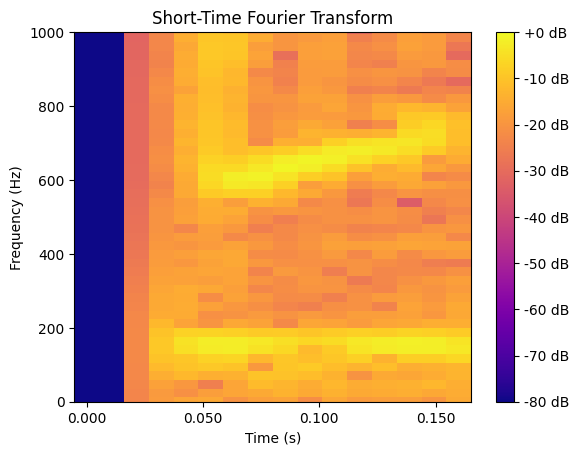 Short-Time Fourier Transform
Frequency (Hz)
1000
800
600
400
200
0
0.000
0.050
0.100
0.150
Time (s)
+0 dB
-10 dB
-20 dB
-30 dB
-40 dB
-50 dB
-60 dB
-70 dB
-80 dB